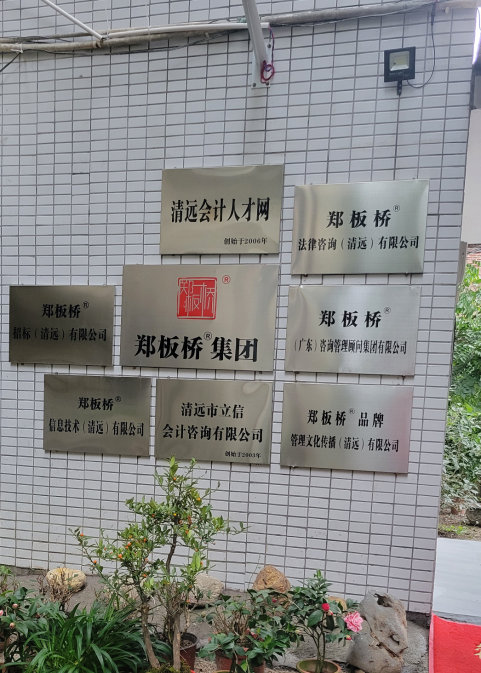 清远会计人才网
创始于2006年
郑板桥®
法律咨询（清远）有限公司
郑板桥®
招标（清远）有限公司
郑板桥
®
郑板桥®集团
郑板桥®
（广东）咨询管理顾问集团有限公司
郑板桥®
信息技术（清远）有限公司
清远市立信
会计咨询有限公司
创始于2003年
郑板桥®品牌
管理文化传播（清远）有限公司